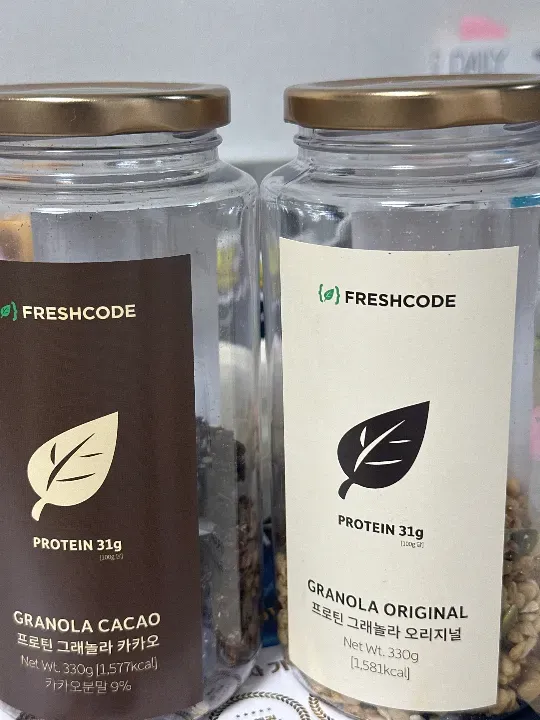 FRESHCODE
PROTEIN 31g
[100g 당]
GRANOLA CACAO
프로틴 그래놀라 카카오
Net Wt. 330g [1,577kcal]
카카오분말 9%
FRESHCODE
PROTEIN 31g
[100g 당]
GRANOLA ORIGINAL
프로틴 그래놀라 오리지널
Net Wt. 330g
[1,581kcal]
DAILY